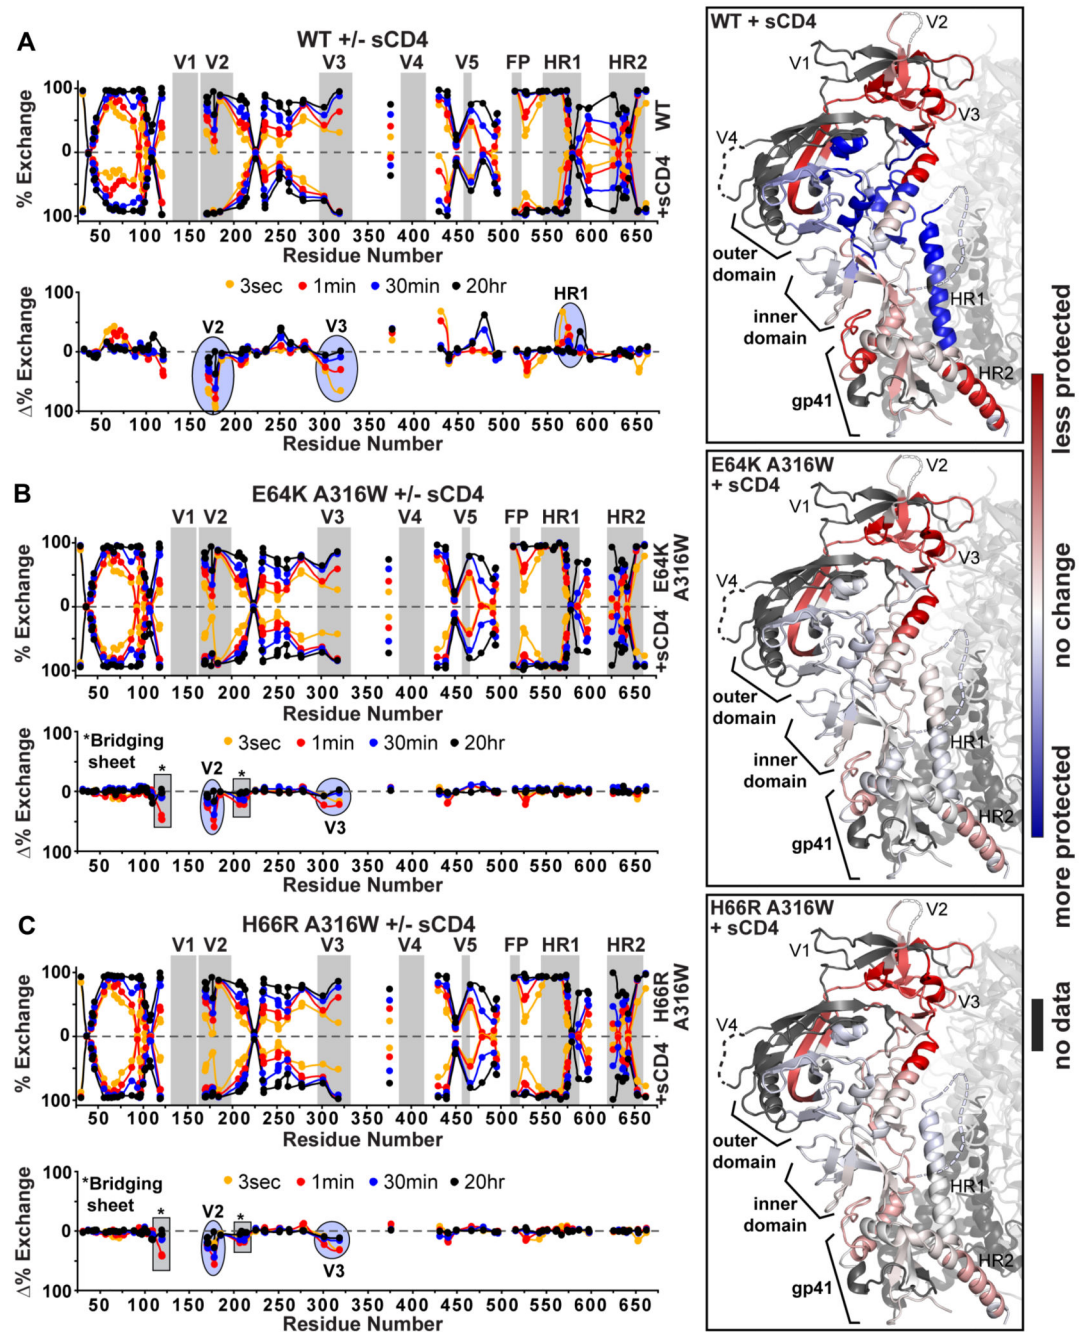 A
WT +/- sCD4
V1 V2 V3 V4 V5 FP HR1 HR2
% Exchange
100
0
100
WT
+sCD4
50 100 150 200 250 300 350 400 450 500 550 600 650
Residue Number
3sec 1min 30min 20hr
Δ% Exchange
100
0
100
V2
V3
HR1
50 100 150 200 250 300 350 400 450 500 550 600 650
Residue Number
WT + sCD4
V2
V1
V3
V4
outer
domain
inner
domain
HR1
HR2
gp41
B
E64K A316W +/- sCD4
V1 V2 V3 V4 V5 FP HR1 HR2
% Exchange
100
0
100
E64K
A316W
+sCD4
50 100 150 200 250 300 350 400 450 500 550 600 650
Residue Number
3sec 1min 30min 20hr
Δ% Exchange
100
0
100
*Bridging
sheet
*
V2
*
V3
50 100 150 200 250 300 350 400 450 500 550 600 650
Residue Number
E64K A316W
+ sCD4
V2
V1
V3
V4
outer
domain
inner
domain
HR1
HR2
gp41
C
H66R A316W +/- sCD4
V1 V2 V3 V4 V5 FP HR1 HR2
% Exchange
100
0
100
H66R
A316W
+sCD4
50 100 150 200 250 300 350 400 450 500 550 600 650
Residue Number
3sec 1min 30min 20hr
Δ% Exchange
100
0
100
*Bridging
sheet
*
V2
*
V3
50 100 150 200 250 300 350 400 450 500 550 600 650
Residue Number
H66R A316W
+ sCD4
V2
V1
V3
V4
outer
domain
inner
domain
HR1
HR2
gp41
less protected
no change
more protected
no data